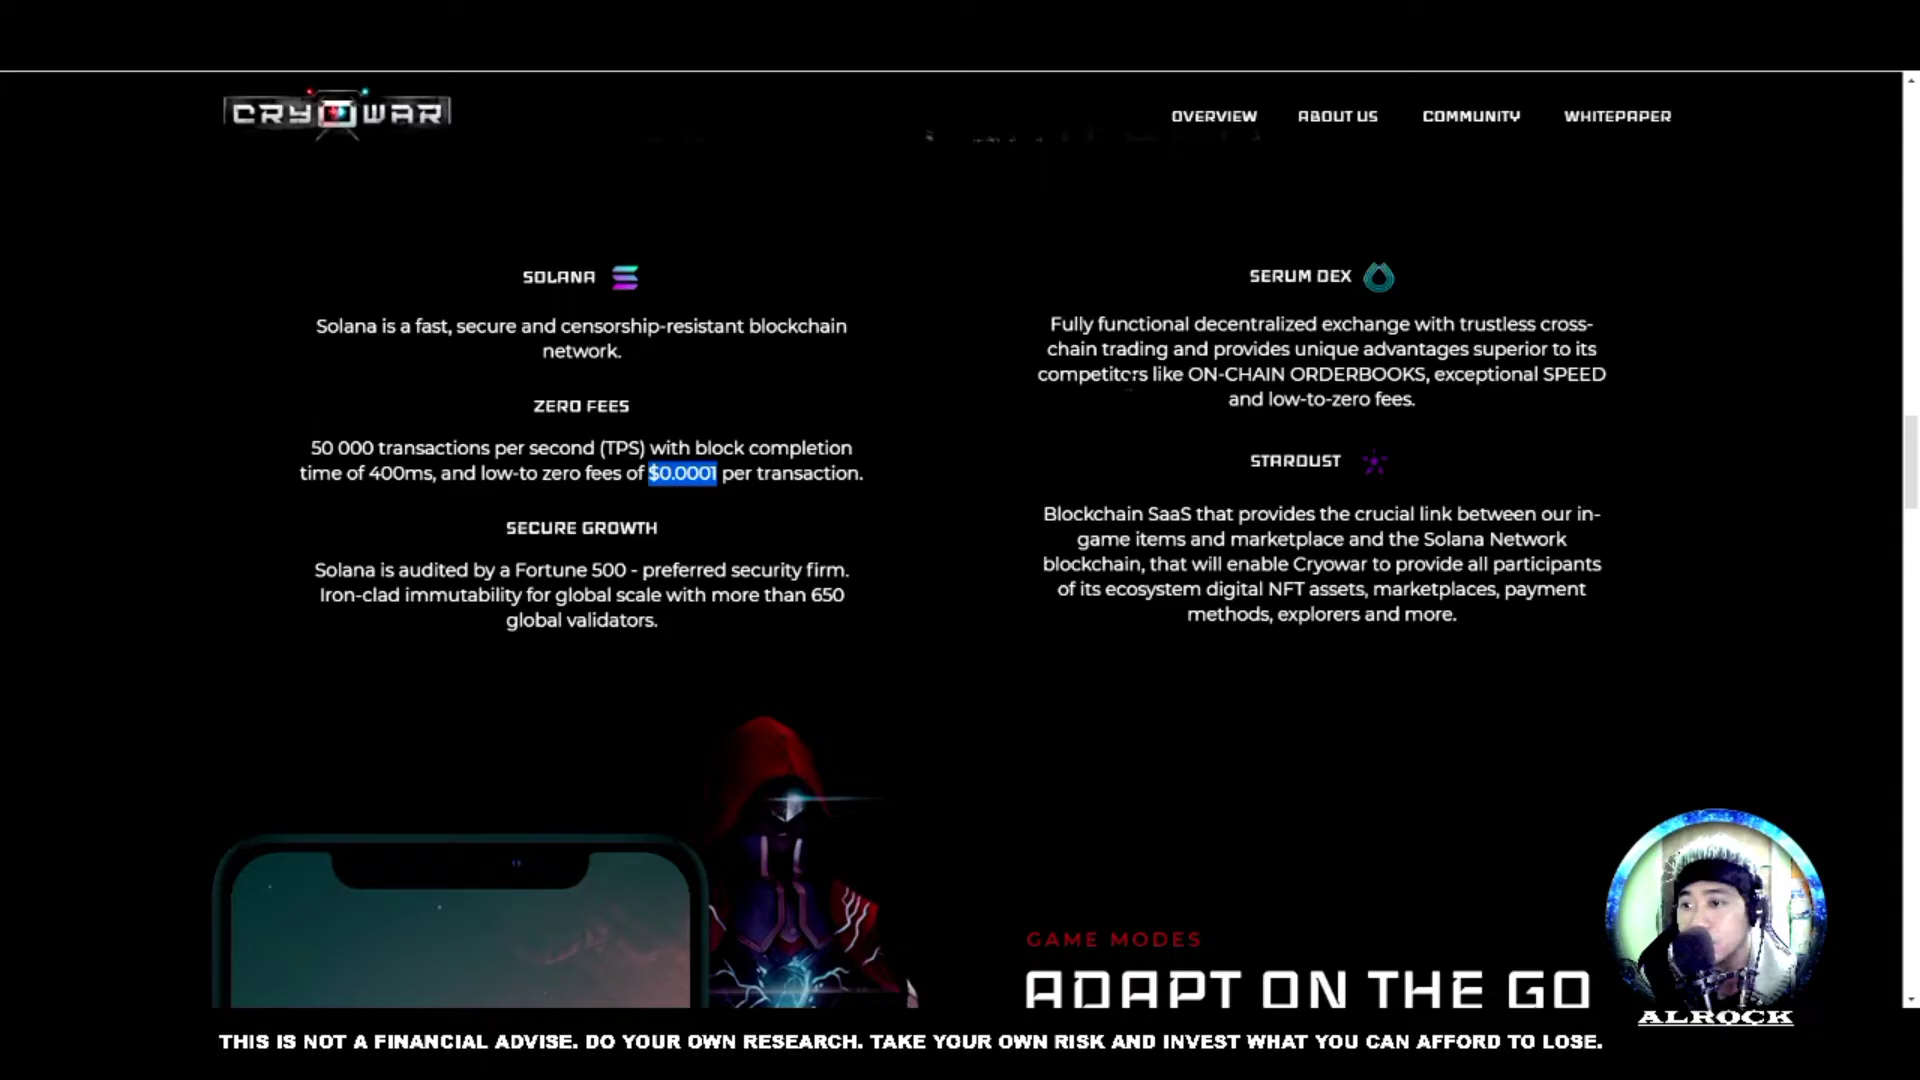 CRYOWAR
OVERVIEW ABOUT US COMMUNITY WHITEPAPER
SOLANA
Solana is a fast, secure and censorship-resistant blockchain
network.
ZERO FEES
50 000 transactions per second (TPS) with block completion
time of 400ms, and low-to zero fees of $0.0001 per transaction.
SECURE GROWTH
Solana is audited by a Fortune 500 - preferred security firm.
Iron-clad immutability for global scale with more than 650
global validators.
SERUM DEX
Fully functional decentralized exchange with trustless cross-
chain trading and provides unique advantages superior to its
competitors like ON-CHAIN ORDERBOOKS, exceptional SPEED
and low-to-zero fees.
STARDUST
Blockchain SaaS that provides the crucial link between our in-
game items and marketplace and the Solana Network
blockchain, that will enable Cryowar to provide all participants
of its ecosystem digital NFT assets, marketplaces, payment
methods, explorers and more.
GAME MODES
ADAPT ON THE GO
ALROCK
THIS IS NOT A FINANCIAL ADVISE. DO YOUR OWN RESEARCH. TAKE YOUR OWN RISK AND INVEST WHAT YOU CAN AFFORD TO LOSE.